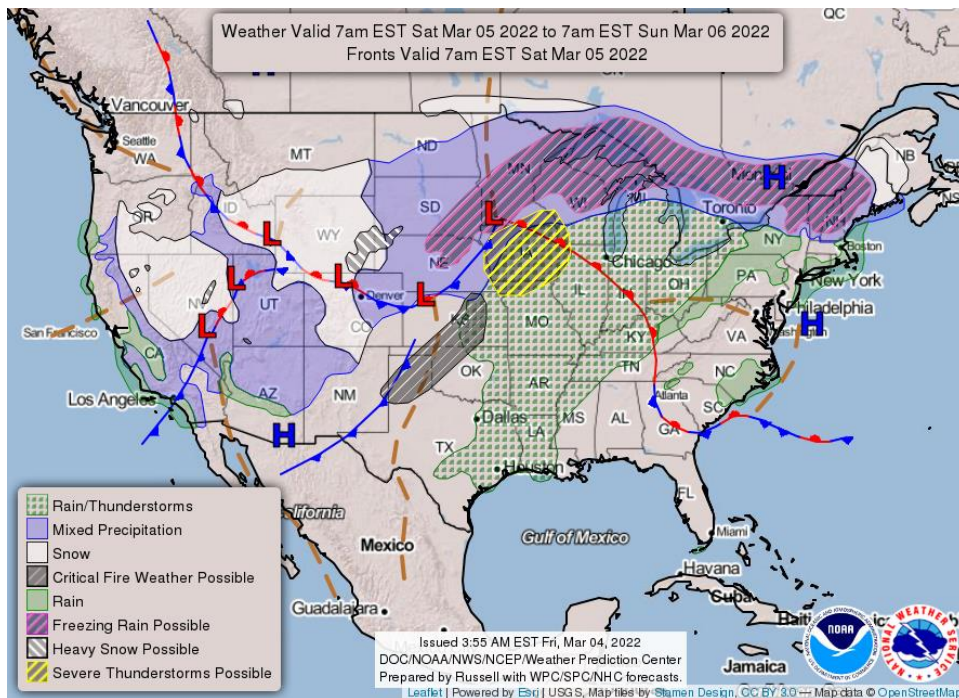 Weather Valid 7am EST Sat Mar 05 2022 to 7am EST Sun Mar 06 2022
Fronts Valid 7am EST Sat Mar 05 2022
QC
Vancouver
Seattle
WA
MT
ND
MN
NB
NS
H
OR
ID
WY
SD
WI
MI
Toronto
NH
L
L
L
L
L
L
NE
IA
Chicago
NY
Boston
New York
NV
UT
Denver
CO
KS
IL
IN
OH
PA
Philadelphia
San Francisco
CA
MO
KY
VA
H
Los Angeles
AZ
NM
OK
AR
TN
NC
Atlanta
SC
H
Dallas
TX
LA
MS
AL
GA
Houston
FL
Miami
Mexico
Gulf of Mexico
Havana
Cuba
Guadalajara
Jamaica
Rain/Thunderstorms
Mixed Precipitation
Snow
Critical Fire Weather Possible
Rain
Freezing Rain Possible
Heavy Snow Possible
Severe Thunderstorms Possible
Issued 3:55 AM EST Fri, Mar 04, 2022
DOC/NOAA/NWS/NCEP/Weather Prediction Center
Prepared by Russell with WPC/SPC/NHC forecasts.
NOAA
NATIONAL WEATHER SERVICE
Leaflet | Powered by Esri | USGS, Map tiles by Stamen Design, CC BY 3.0 — Map data © OpenStreetMap